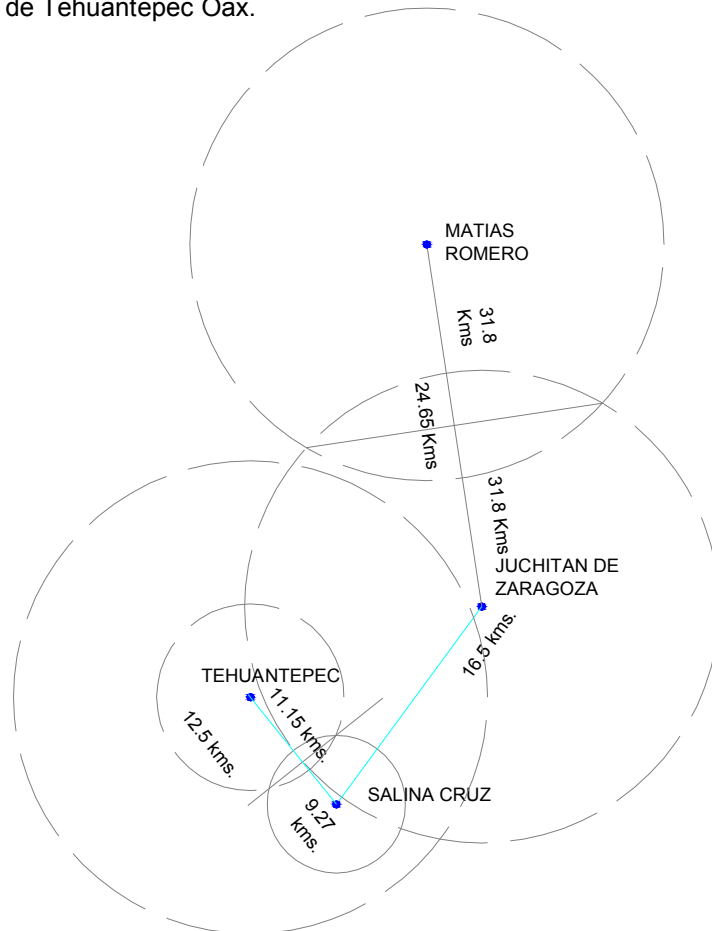 de Tehuantepec Oax.
MATIAS
ROMERO
31.8
Kms
24.65 Kms
31.8 Kms
JUCHITAN DE
ZARAGOZA
16.5 kms.
TEHUANTEPEC
11.15 kms.
12.5 kms.
SALINA CRUZ
9.27
kms.